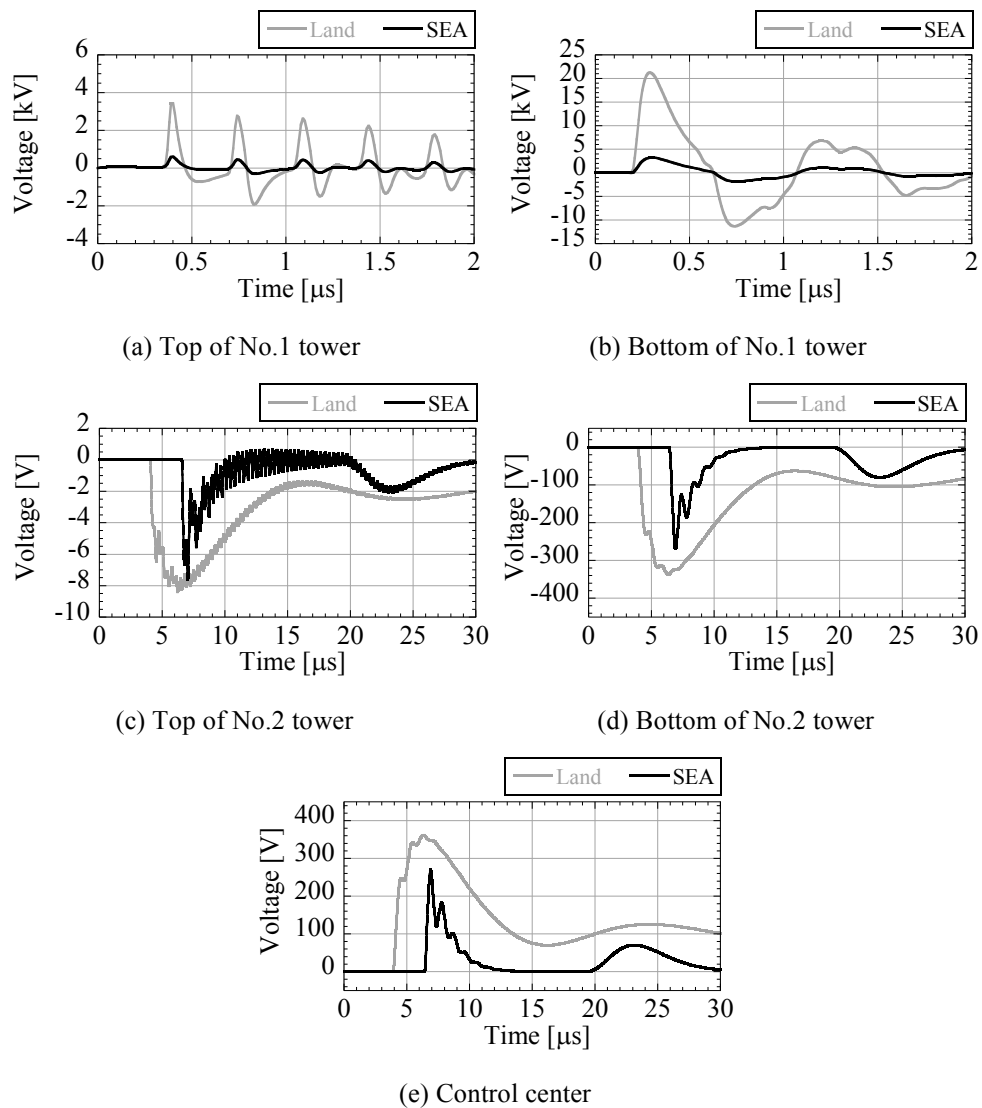 Land SEA
6
4
2
0
-2
-4
Voltage [kV]
0 0.5 1 1.5 2
Time [μs]
(a) Top of No.1 tower
Land SEA
25
20
15
10
5
0
-5
-10
-15
Voltage [kV]
0 0.5 1 1.5 2
Time [μs]
(b) Bottom of No.1 tower
Land SEA
2
0
-2
-4
-6
-8
-10
Voltage [V]
0 5 10 15 20 25 30
Time [μs]
(c) Top of No.2 tower
Land SEA
0
-100
-200
-300
-400
Voltage [V]
0 5 10 15 20 25 30
Time [μs]
(d) Bottom of No.2 tower
Land SEA
400
300
200
100
0
Voltage [V]
0 5 10 15 20 25 30
Time [μs]
(e) Control center